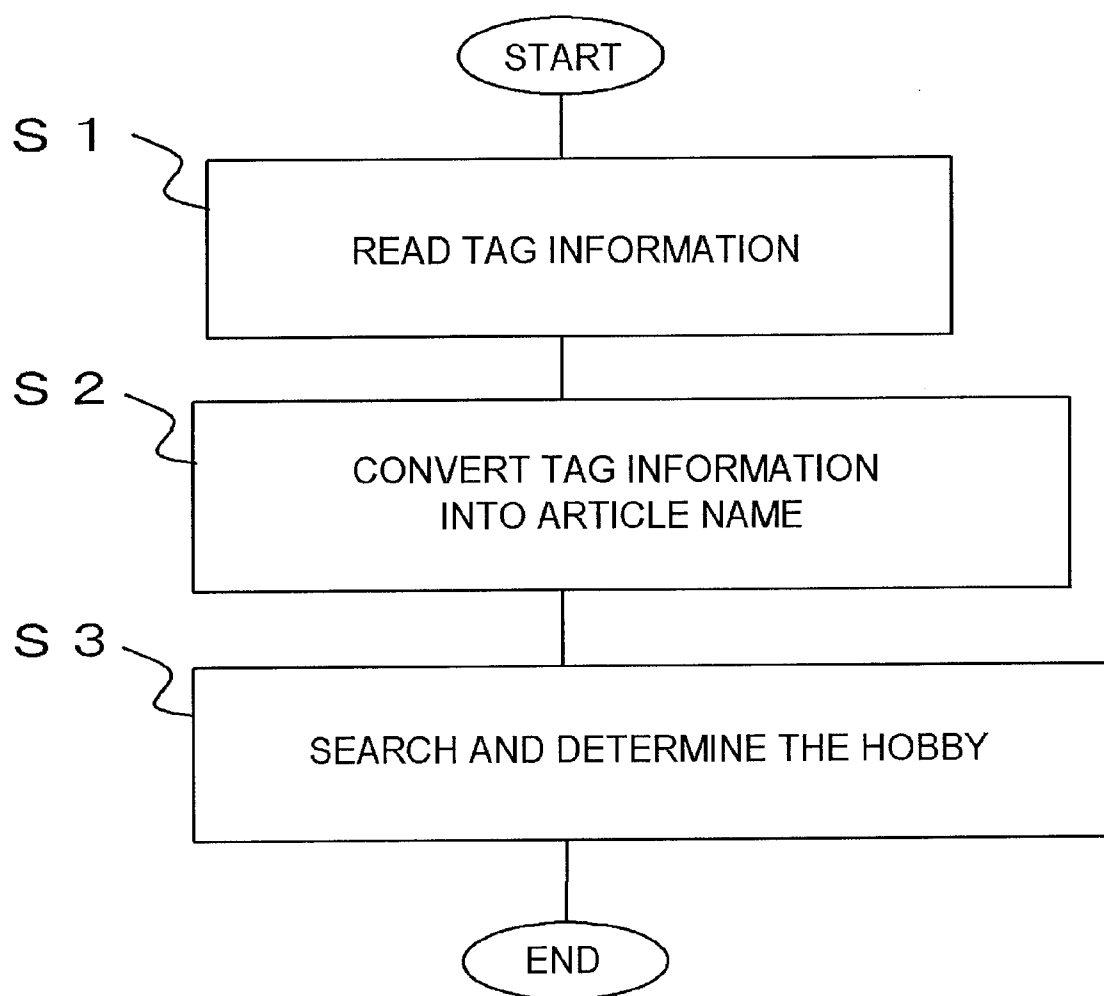 START
S 1
READ TAG INFORMATION
S 2
CONVERT TAG INFORMATION
INTO ARTICLE NAME
S 3
SEARCH AND DETERMINE THE HOBBY
END